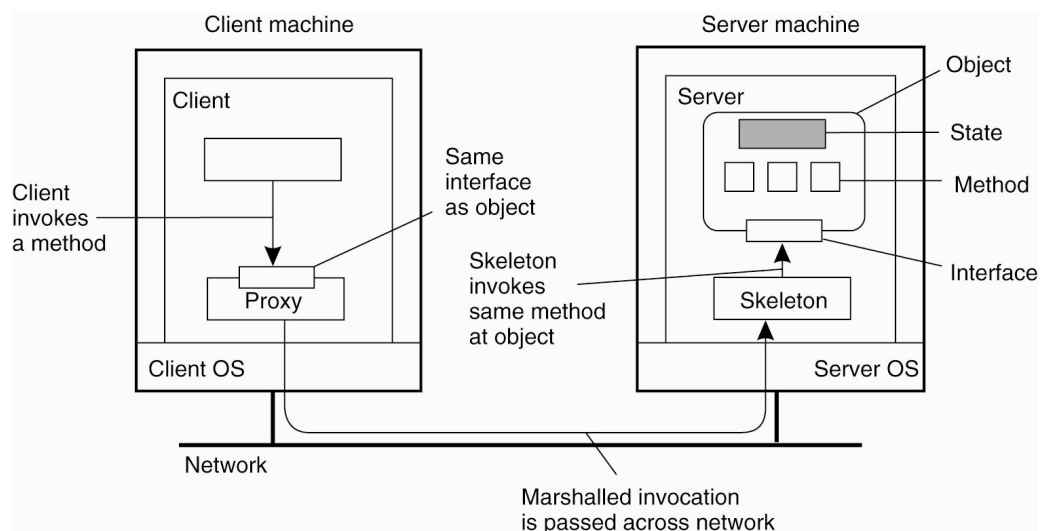 Client machine
Server machine
Object
Client
Server
State
Same
interface
as object
Client
invokes
a method
Method
Skeleton
invokes
same method
at object
Interface
Proxy
Skeleton
Client OS
Server OS
Network
Marshalled invocation
is passed across network